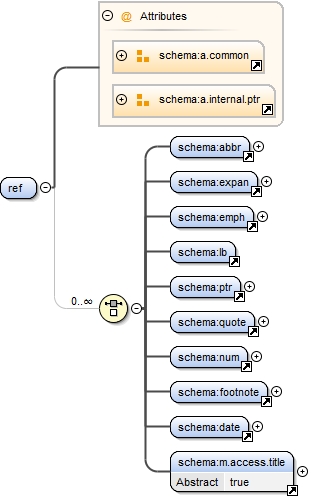 @ Attributes
schema:a.common
schema:a.internal.ptr
ref
schema:abbr
schema:expan
schema:emph
schema:lb
schema:ptr
0..∞
schema:quote
schema:num
schema:footnote
schema:date
schema:m.access.title
Abstract true